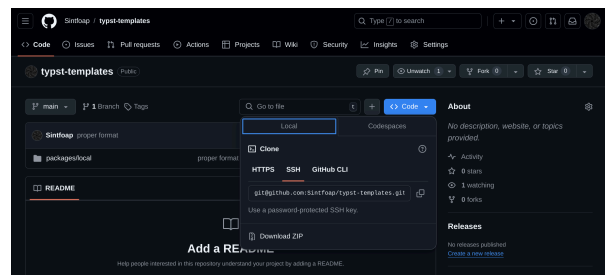 Sintfoap / typst-templates
Type / to search
Code Issues Pull requests Actions Projects Wiki Security Insights Settings
typst-templates Public
Pin Unwatch 1 Fork 0 Star 0
main 1 Branch Tags
Go to file t
Code
About
Local Codespaces
No description, website, or topics
provided.
Sintfoap proper format
Clone
packages/local proper format
HTTPS SSH GitHub CLI
git@github.com:Sintfoap/typst-templates.git
Use a password-protected SSH key.
Download ZIP
Activity
0 stars
1 watching
0 forks
README
Add a README
Help people interested in this repository understand your project by adding a README.
Releases
No releases published
Create a new release